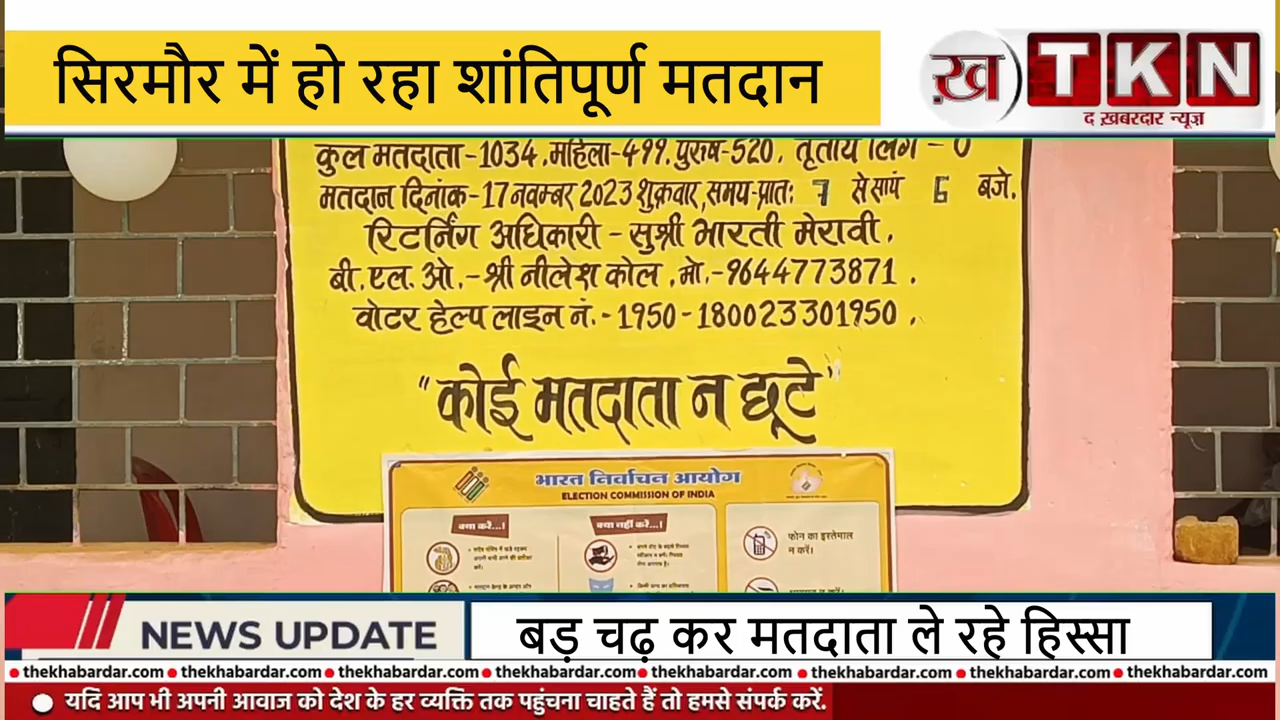 सिरमौर में हो रहा शांतिपूर्ण मतदान
ख़ TKN
द ख़बरदार न्यूज़
कुल मतदाता-1034, महिला-499, पुरुष-520, तृतीय लिंग - 0
मतदान दिनांक-17 नवम्बर 2023 शुक्रवार, समय-प्रातः 7 से सायं 6 बजे.
रिटर्निंग अधिकारी - सुश्री भारती मेरावी.
बी.एल.ओ.-श्री नीलेश कोल, मो.-9644773871.
वोटर हेल्प लाइन नं.-1950-180023301950.
"कोई मतदाता न छूटे"
भारत निर्वाचन आयोग
ELECTION COMMISSION OF INDIA
क्या करें...।
क्या नहीं करें...।
फोन का इस्तेमाल
न करें।
NEWS UPDATE
बड़ चढ़ कर मतदाता ले रहे हिस्सा
thekhabardar.com thekhabardar.com thekhabardar.com thekhabardar.com thekhabardar.com thekhabardar.com thekhabardar.com thekhabardar.com
यदि आप भी अपनी आवाज को देश के हर व्यक्ति तक पहुंचना चाहते हैं तो हमसे संपर्क करें.